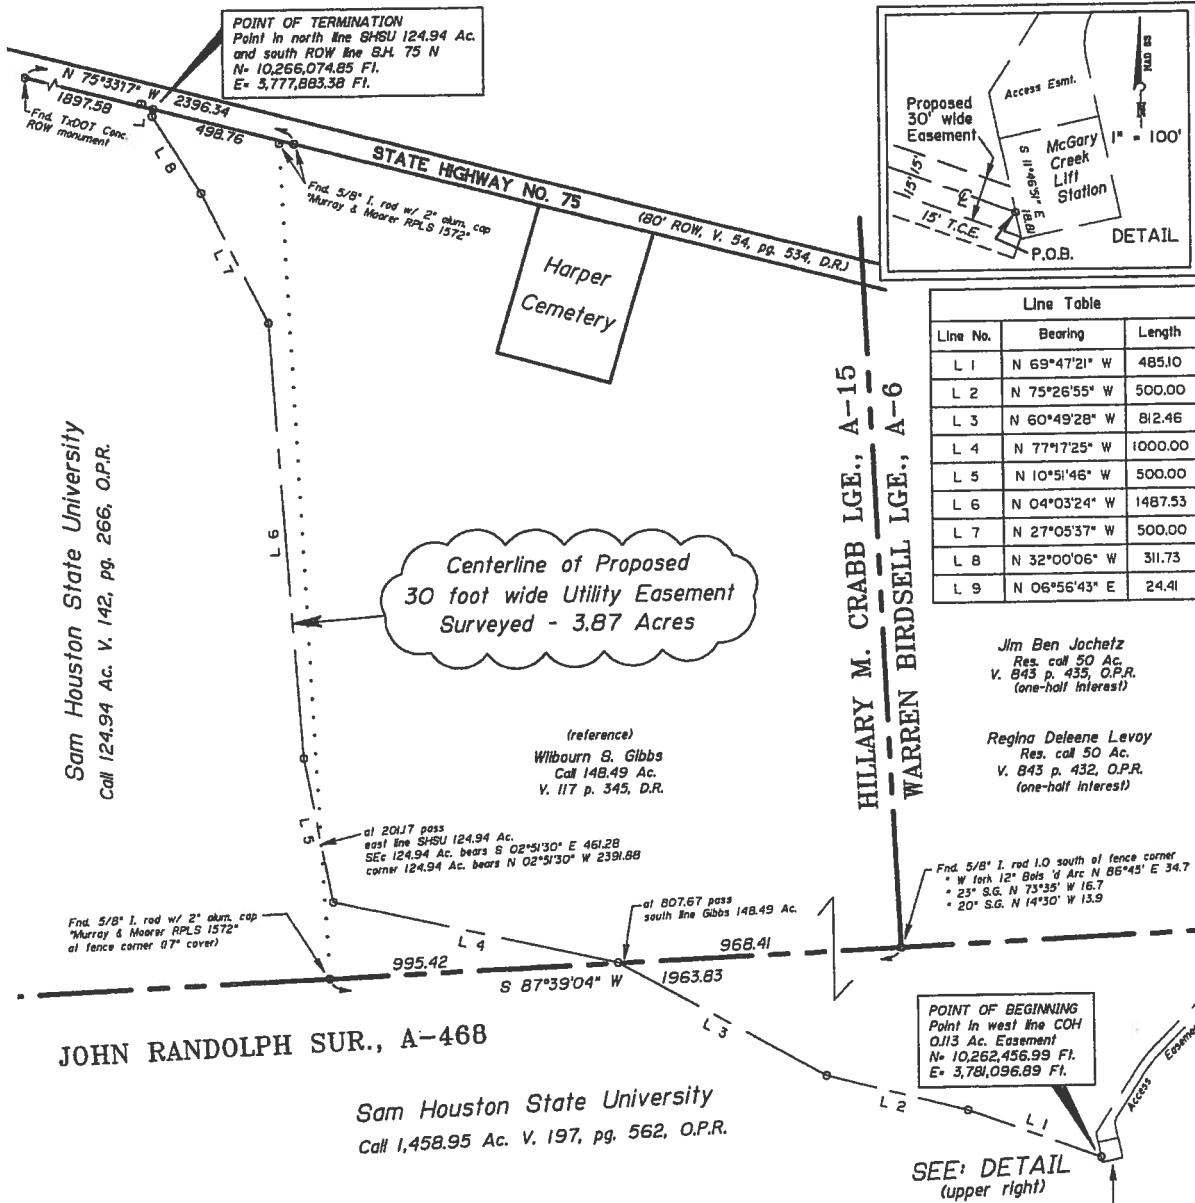 POINT OF TERMINATION
Point in north line SHSU 124.94 Ac.
and south ROW line S.H. 75 N
N= 10,266,074.85 Ft.
E= 3,777,883.38 Ft.
N 75°33'17" W 2396.34
1897.58
498.76
Fnd. TxDOT Conc.
ROW monument
L 8
L 7
Fnd. 5/8" I. rod w/ 2" alum. cap
"Murray & Moorer RPLS 1572"
STATE HIGHWAY NO. 75
(80' ROW, V. 54, pg. 534, D.R.)
Harper
Cemetery
Access Esmt.
NAD 83
Proposed
30' wide
Easement
1" = 100'
McGary
Creek
Lift
Station
S 11°46'51" E
18.81
15' 15'
15' T.C.E.
P.O.B.
DETAIL
Line Table
Line No. Bearing Length
L 1 N 69°47'21" W 485.10
L 2 N 75°26'55" W 500.00
L 3 N 60°49'28" W 812.46
L 4 N 77°17'25" W 1000.00
L 5 N 10°51'46" W 500.00
L 6 N 04°03'24" W 1487.53
L 7 N 27°05'37" W 500.00
L 8 N 32°00'06" W 311.73
L 9 N 06°56'43" E 24.41
Sam Houston State University
Call 124.94 Ac. V. 142, pg. 266, O.P.R.
L 6
Centerline of Proposed
30 foot wide Utility Easement
Surveyed - 3.87 Acres
HILLARY M. CRABB LGE., A-15
WARREN BIRDSELL LGE., A-6
Jim Ben Jochetz
Res. call 50 Ac.
V. 843 p. 435, O.P.R.
(one-half interest)
Regina Deleene Levoy
Res. call 50 Ac.
V. 843 p. 432, O.P.R.
(one-half interest)
(reference)
Wilbourn S. Gibbs
Call 148.49 Ac.
V. 117 p. 345, D.R.
L 5
at 201.17 pass
east line SHSU 124.94 Ac.
SEc 124.94 Ac. bears S 02°51'30" E 461.28
corner 124.94 Ac. bears N 02°51'30" W 2391.88
Fnd. 5/8" I. rod 1.0 south of fence corner
" W fork 12" Bois 'd Arc N 86°45' E 34.7
" 23" S.G. N 73°35' W 16.7
" 20" S.G. N 14°30' W 13.9
Fnd. 5/8" I. rod w/ 2" alum. cap
"Murray & Moorer RPLS 1572"
at fence corner (17" cover)
at 807.67 pass
south line Gibbs 148.49 Ac.
L 4
995.42
968.41
S 87°39'04" W 1963.83
JOHN RANDOLPH SUR., A-468
L 3
POINT OF BEGINNING
Point in west line COH
0.113 Ac. Easement
N= 10,262,456.99 Ft.
E= 3,781,096.89 Ft.
Access Easement
Sam Houston State University
Call 1,458.95 Ac. V. 197, pg. 562, O.P.R.
L 2
L 1
SEE: DETAIL
(upper right)